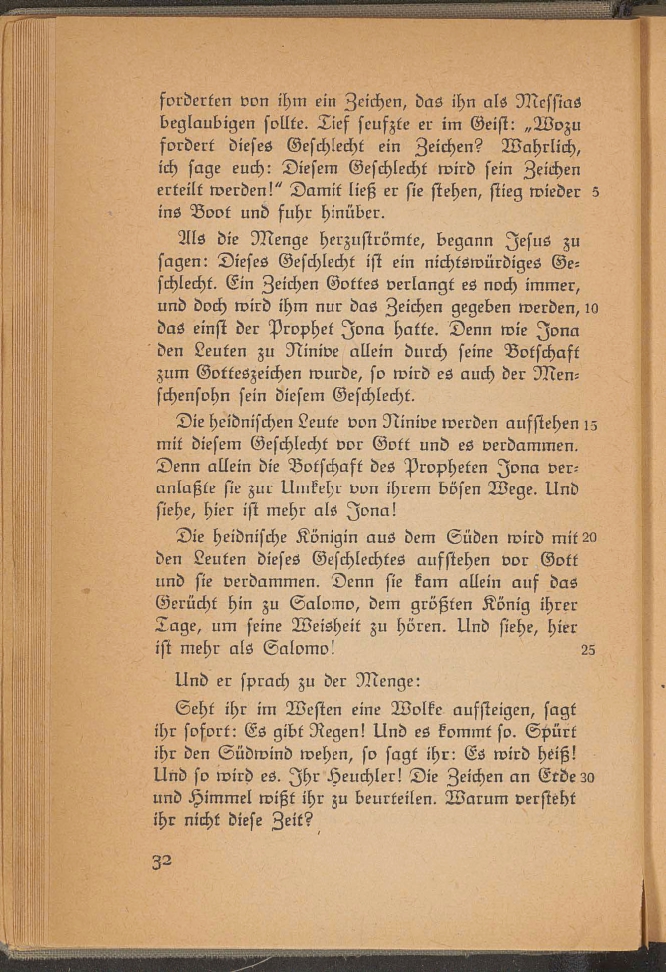 forderten von ihm ein Zeichen, das ihn als Messias
beglaubigen sollte. Tief seufzte er im Geist: „Wozu
fordert dieses Geschlecht ein Zeichen? Wahrlich,
ich sage euch: Diesem Geschlecht wird sein Zeichen
erteilt werden!“ Damit ließ er sie stehen, stieg wieder 5
ins Boot und fuhr hinüber.
Als die Menge herzuströmte, begann Jesus zu
sagen: Dieses Geschlecht ist ein nichtswürdiges Ge-
schlecht. Ein Zeichen Gottes verlangt es noch immer,
und doch wird ihm nur das Zeichen gegeben werden, 10
das einst der Prophet Jona hatte. Denn wie Jona
den Leuten zu Ninive allein durch seine Botschaft
zum Gotteszeichen wurde, so wird es auch der Men-
schensohn sein diesem Geschlecht.
Die heidnischen Leute von Ninive werden aufstehen 15
mit diesem Geschlecht vor Gott und es verdammen.
Denn allein die Botschaft des Propheten Jona ver-
anlaßte sie zur Umkehr von ihrem bösen Wege. Und
siehe, hier ist mehr als Jona!
Die heidnische Königin aus dem Süden wird mit 20
den Leuten dieses Geschlechtes aufstehen vor Gott
und sie verdammen. Denn sie kam allein auf das
Gerücht hin zu Salomo, dem größten König ihrer
Tage, um seine Weisheit zu hören. Und siehe, hier
ist mehr als Salomo! 25
Und er sprach zu der Menge:
Seht ihr im Westen eine Wolke aufsteigen, sagt
ihr sofort: Es gibt Regen! Und es kommt so. Spürt
ihr den Südwind wehen, so sagt ihr: Es wird heiß!
Und so wird es. Ihr Heuchler! Die Zeichen an Erde 30
und Himmel wißt ihr zu beurteilen. Warum versteht
ihr nicht diese Zeit?
32